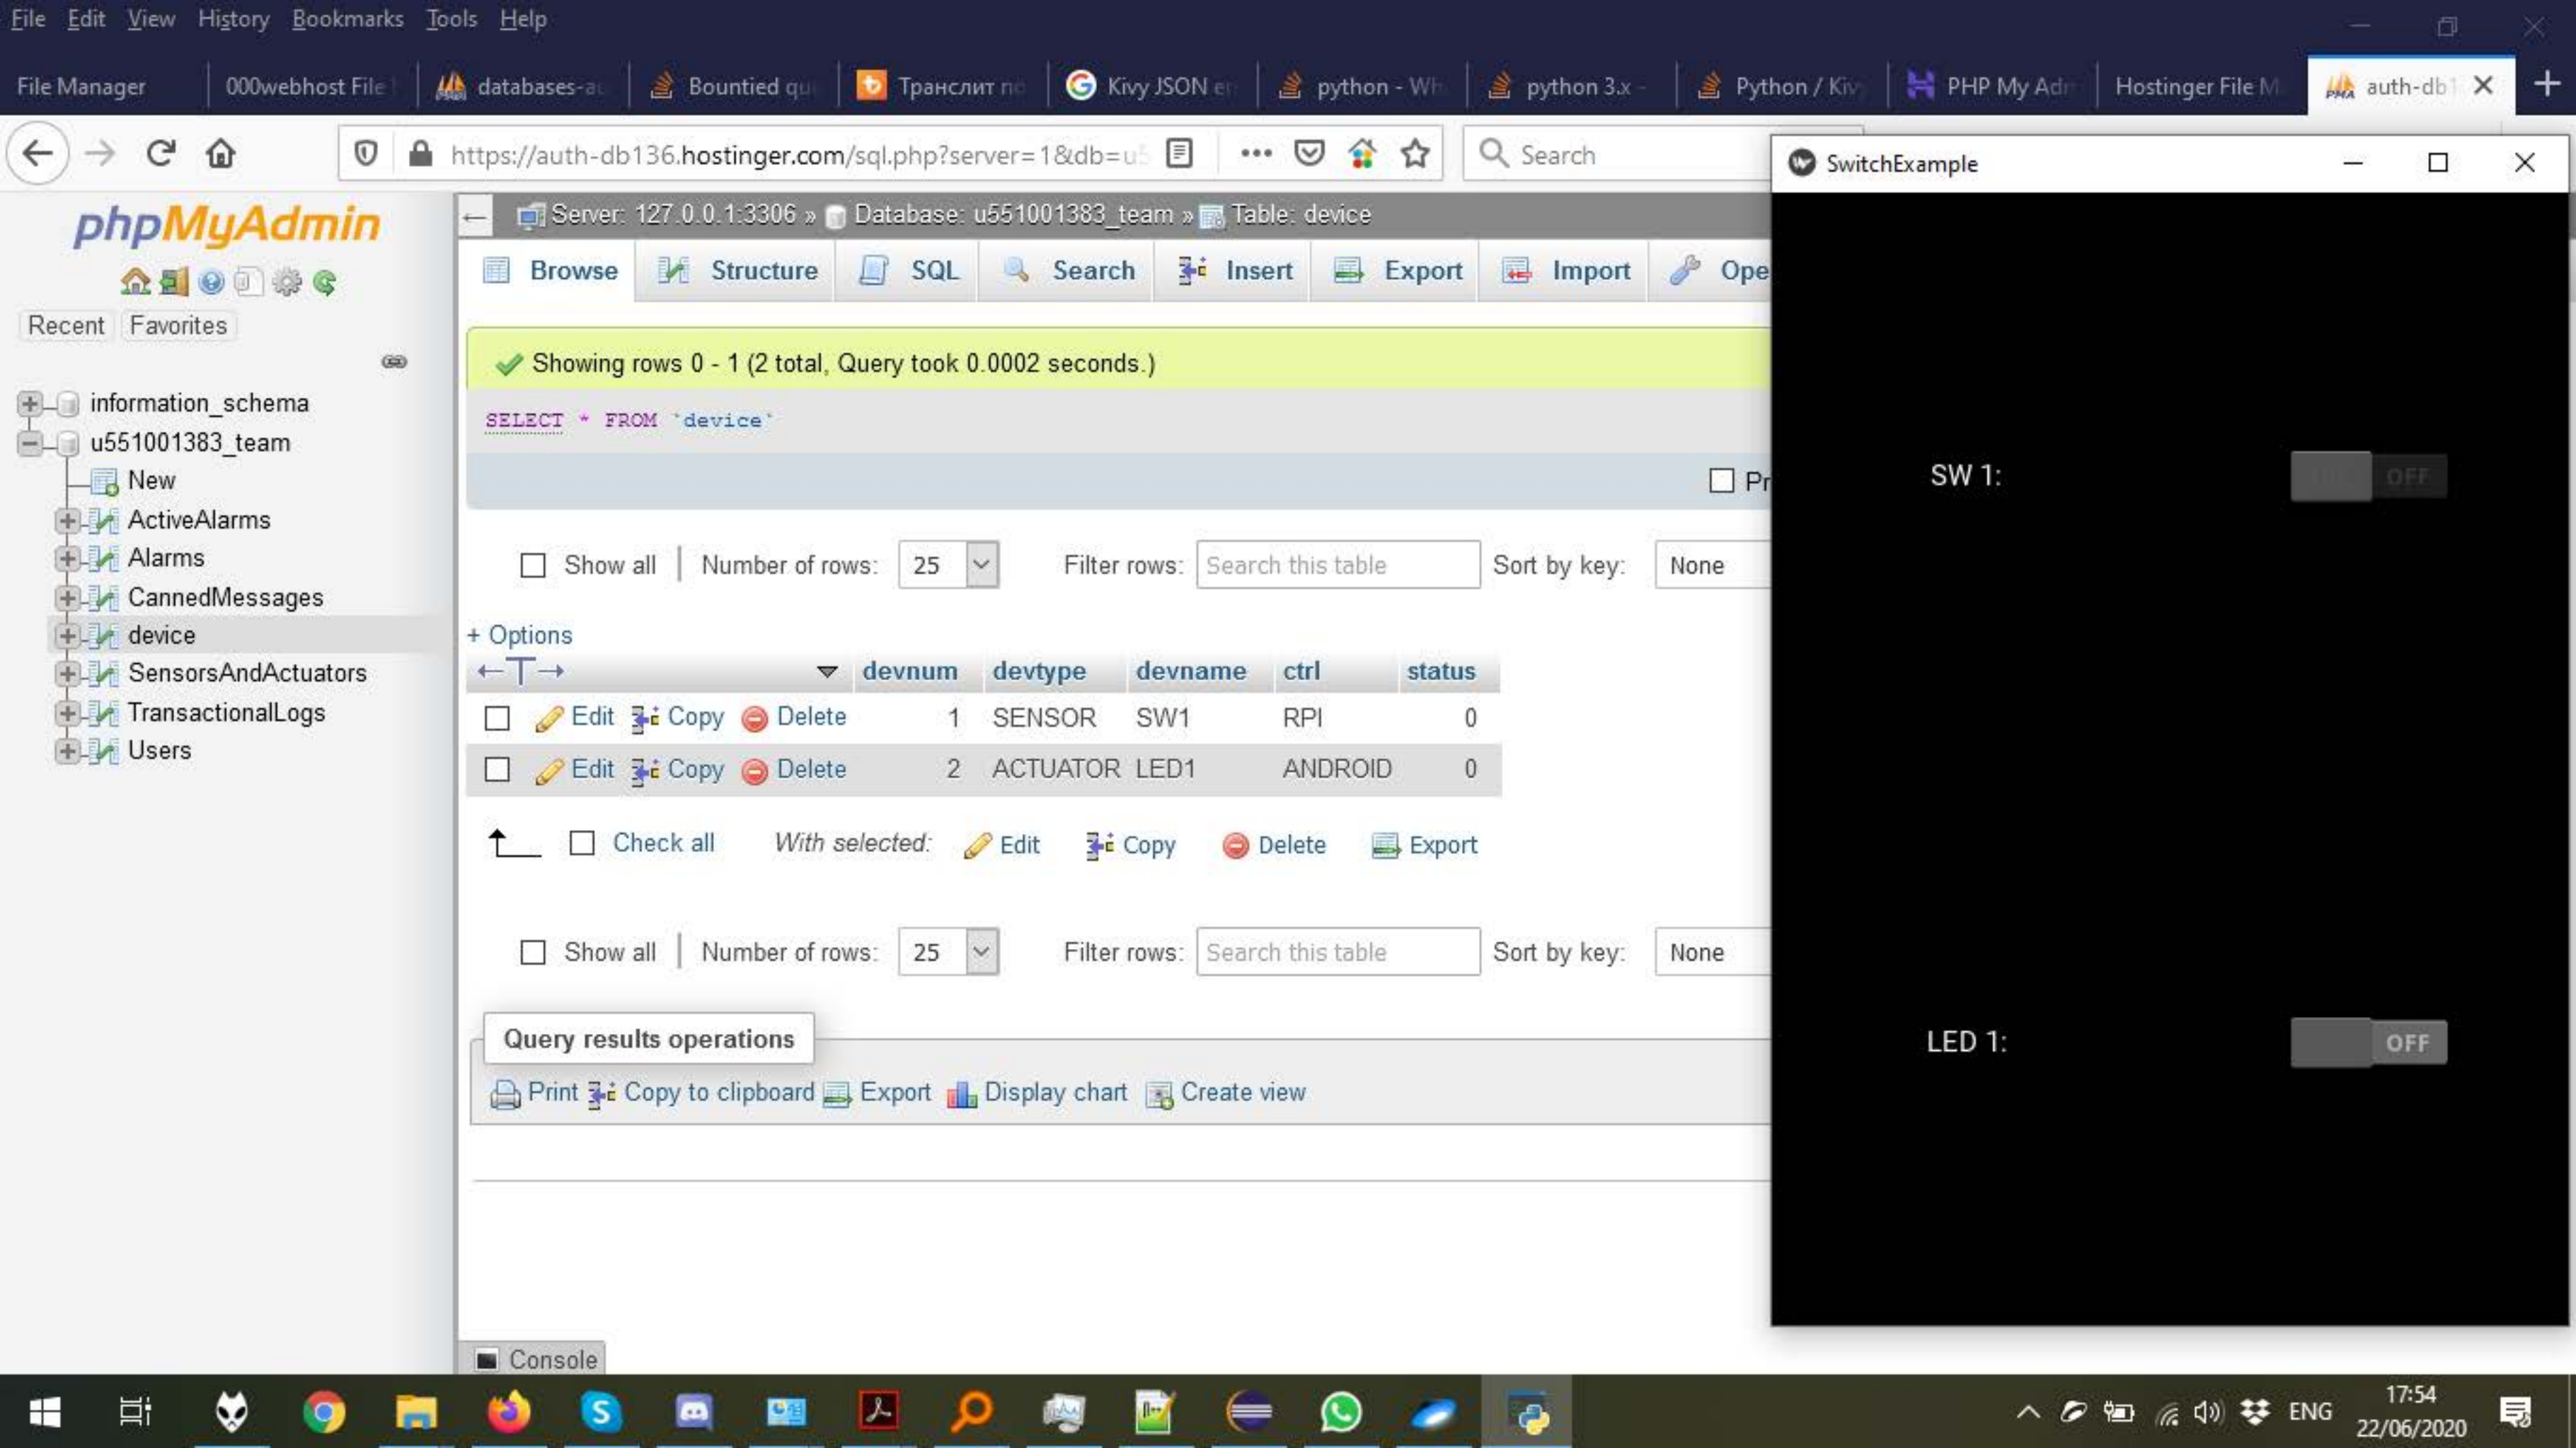 File Edit View History Bookmarks Tools Help
File Manager 000webhost File databases-a Bountied qu Транслит по Kivy JSON er python - Wh python 3.x - Python / Kiv PHP My Adr Hostinger File M auth-db1
https://auth-db136.hostinger.com/sql.php?server=1&db=u5 Search
SwitchExample
phpMyAdmin
Recent Favorites
information_schema
u551001383_team
New
ActiveAlarms
Alarms
CannedMessages
device
SensorsAndActuators
TransactionalLogs
Users
Server: 127.0.0.1:3306 » Database: u551001383_team » Table: device
Browse Structure SQL Search Insert Export Import Ope
Showing rows 0 - 1 (2 total, Query took 0.0002 seconds.)
SELECT * FROM `device`
Pr
Show all Number of rows: 25 Filter rows: Search this table Sort by key: None
+ Options
←T→ devnum devtype devname ctrl status
Edit Copy Delete 1 SENSOR SW1 RPI 0
Edit Copy Delete 2 ACTUATOR LED1 ANDROID 0
Check all With selected: Edit Copy Delete Export
Show all Number of rows: 25 Filter rows: Search this table Sort by key: None
Query results operations
Print Copy to clipboard Export Display chart Create view
Console
SW 1: OFF
LED 1: OFF
ENG 17:54
22/06/2020